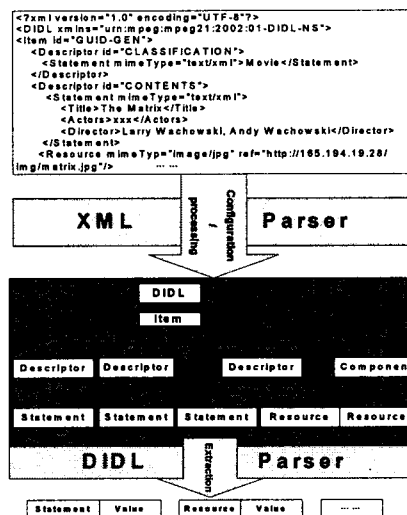 <?xml version="1.0" encoding="UTF-8"?>
<DIDL xmlns="urn:mpeg:mpeg21:2002:01-DIDL-NS">
<Item id="GUID-GEN">
<Descriptor id="CLASSIFICATION">
<Statement mimeType="text/xml">Movie</Statement>
</Descriptor>
<Descriptor id="CONTENTS">
<Statement mimeType="text/xml">
<Title>The Matrix</Title>
<Actors>xxx</Actors>
<Director>Larry Wachowski, Andy Wachowski</Director>
</Statement>
<Resource mimeTyp="image/jpg" ref="http://165.194.19.28/
img/matrix.jpg"/> ... ...
XML Parser
Configuration
/
processing
DIDL
Item
Descriptor Descriptor Descriptor Componen
Statement Statement Statement Resource Resource
DIDL Parser
Extraction
Statement Value Resource Value ... ...